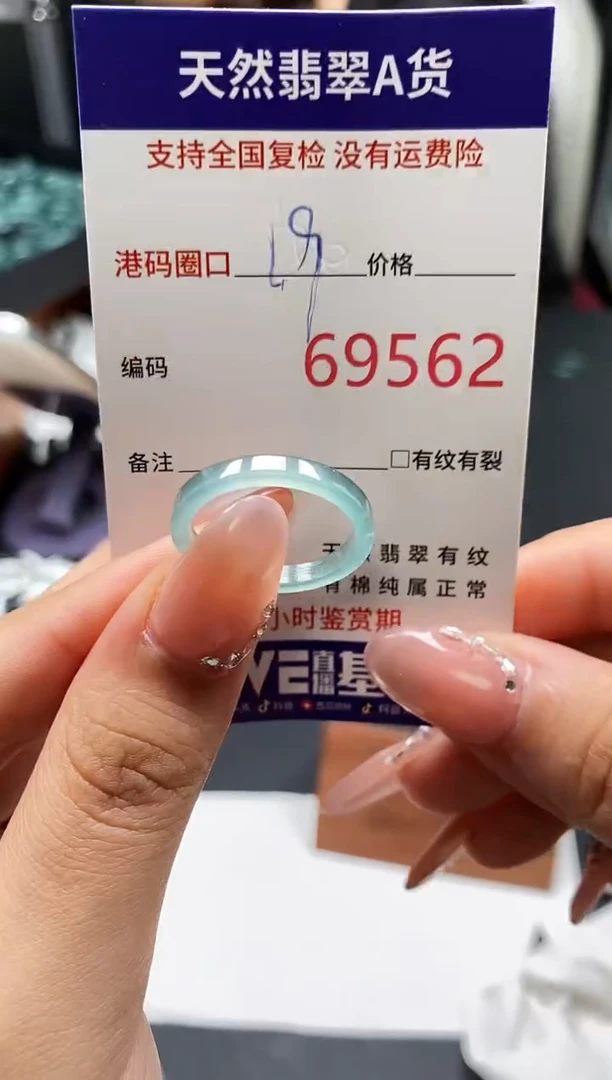 天然翡翠A货
支持全国复检 没有运费险
港码圈口 价格
编码 69562
备注 □有纹有裂
翡翠有纹
棉纯属正常
小时鉴赏期
直播